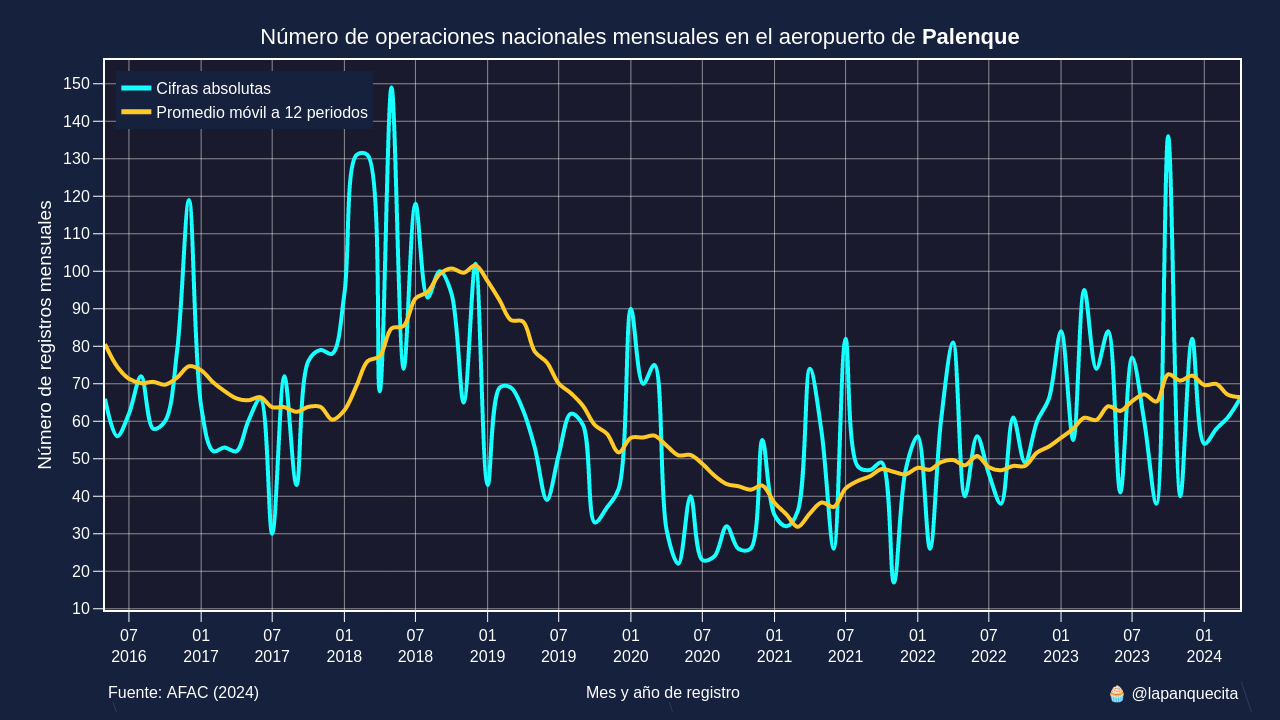 Número de operaciones nacionales mensuales en el aeropuerto de Palenque
Cifras absolutas
Promedio móvil a 12 periodos
Número de registros mensuales
150
140
130
120
110
100
90
80
70
60
50
40
30
20
10
07 01 07 01 07 01 07 01 07 01 07 01 07 01 07 01
2016 2017 2017 2018 2018 2019 2019 2020 2020 2021 2021 2022 2022 2023 2023 2024
Fuente: AFAC (2024)
Mes y año de registro
🧁 @lapanquecita